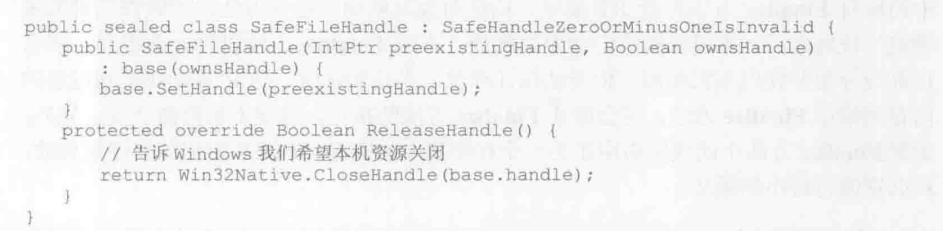 public sealed class SafeFileHandle : SafeHandleZeroOrMinusOneIsInvalid {
public SafeFileHandle(IntPtr preexistingHandle, Boolean ownsHandle)
: base(ownsHandle) {
base.SetHandle(preexistingHandle);
}
protected override Boolean ReleaseHandle() {
// 告诉 Windows 我们希望本机资源关闭
return Win32Native.CloseHandle(base.handle);
}
}